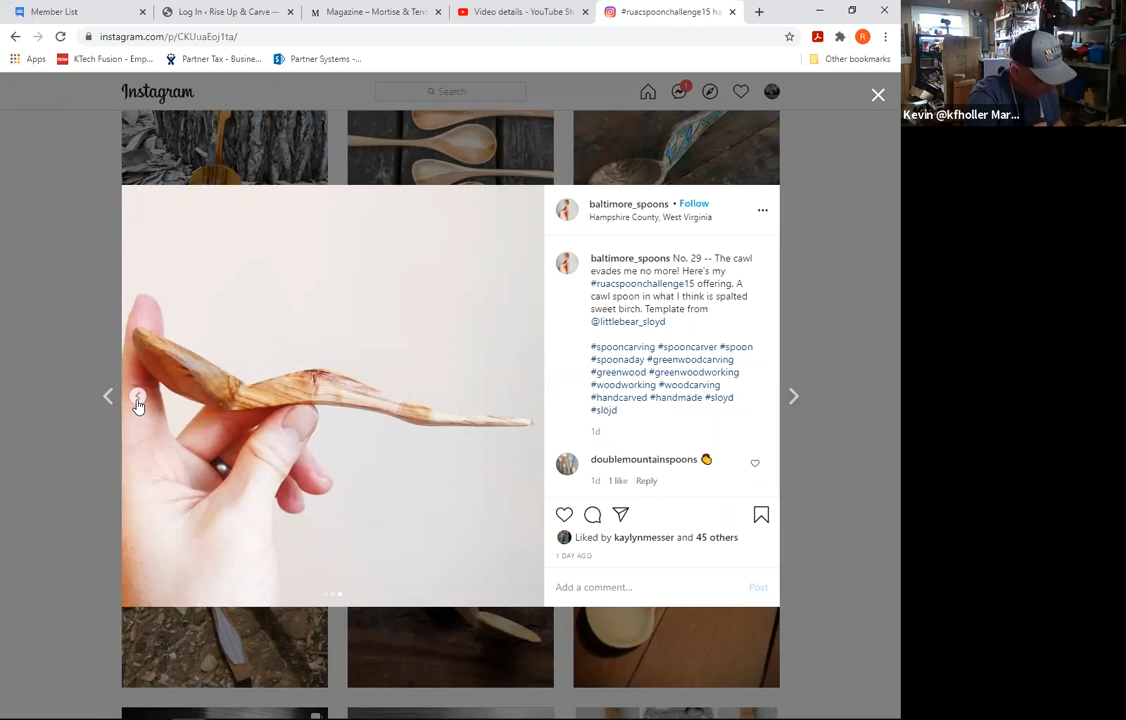 Member List
Log In ‹ Rise Up & Carve —
Magazine – Mortise & Tenc
Video details - YouTube St
#ruacspoonchallenge15 ha
instagram.com/p/CKUuaEoj1ta/
Apps
KTech Fusion - Emp...
Partner Tax - Busine...
Partner Systems -...
Other bookmarks
Instagram
Search
Kevin @kfholler Mar...
baltimore_spoons • Follow
Hampshire County, West Virginia
baltimore_spoons No. 29 -- The cawl
evades me no more! Here's my
#ruacspoonchallenge15 offering. A
cawl spoon in what I think is spalted
sweet birch. Template from
@littlebear_sloyd
#spooncarving #spooncarver #spoon
#spoonaday #greenwoodcarving
#greenwood #greenwoodworking
#woodworking #woodcarving
#handcarved #handmade #sloyd
#slöjd
1d
doublemountainspoons 👏
1d 1 like Reply
Liked by kaylynmesser and 45 others
1 DAY AGO
Add a comment...
Post